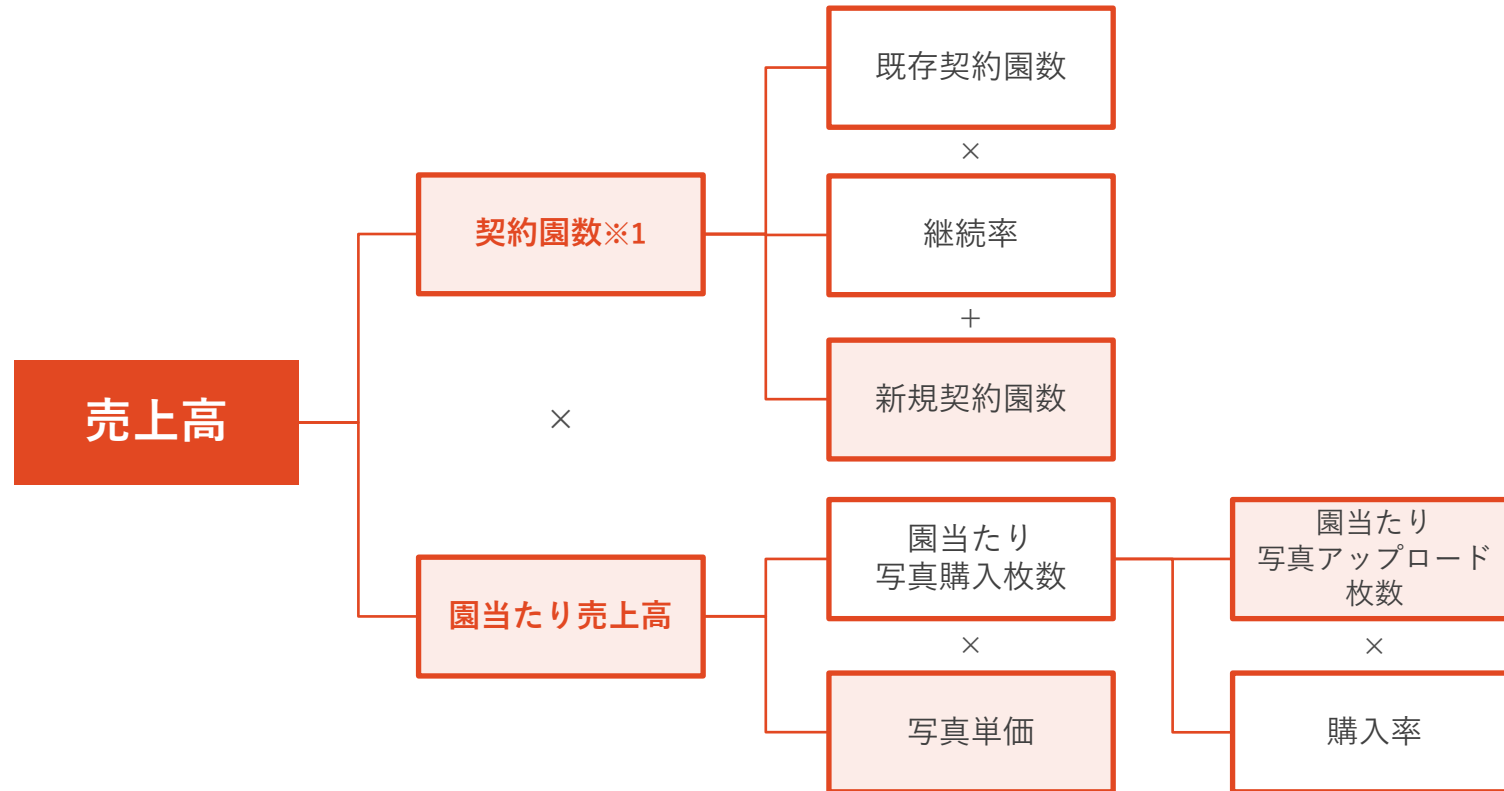 売上高
契約園数※1
×
園当たり売上高
既存契約園数
×
継続率
+
新規契約園数
園当たり
写真購入枚数
×
写真単価
園当たり
写真アップロード
枚数
×
購入率